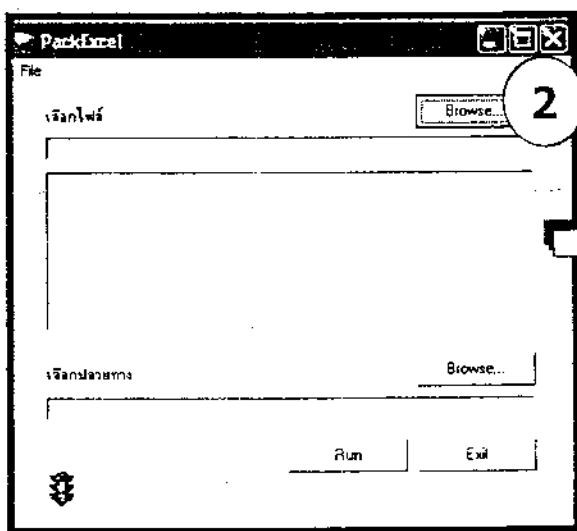 PackExcel
File
เลือกไฟล์
Browse...
2
เลือกปลายทาง
Browse...
Run
Exit